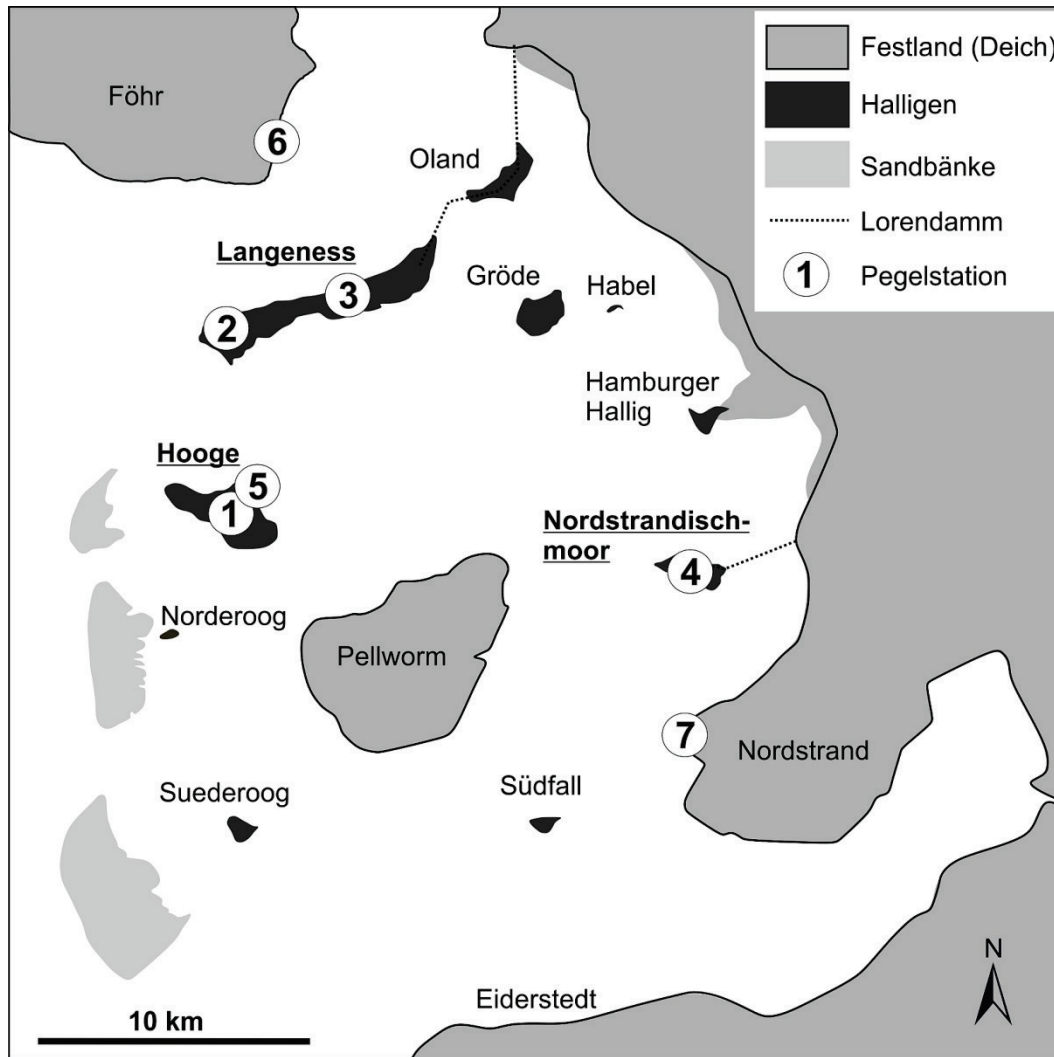 Föhr
6
Oland
Langeness
3
2
Gröde
Habel
Hamburger
Hallig
Hooge
5
1
Nordstrandisch-
moor
4
Norderoog
Pellworm
7
Nordstrand
Suederoog
Südfall
Eiderstedt
10 km
N
Festland (Deich)
Halligen
Sandbänke
Lorendamm
1 Pegelstation